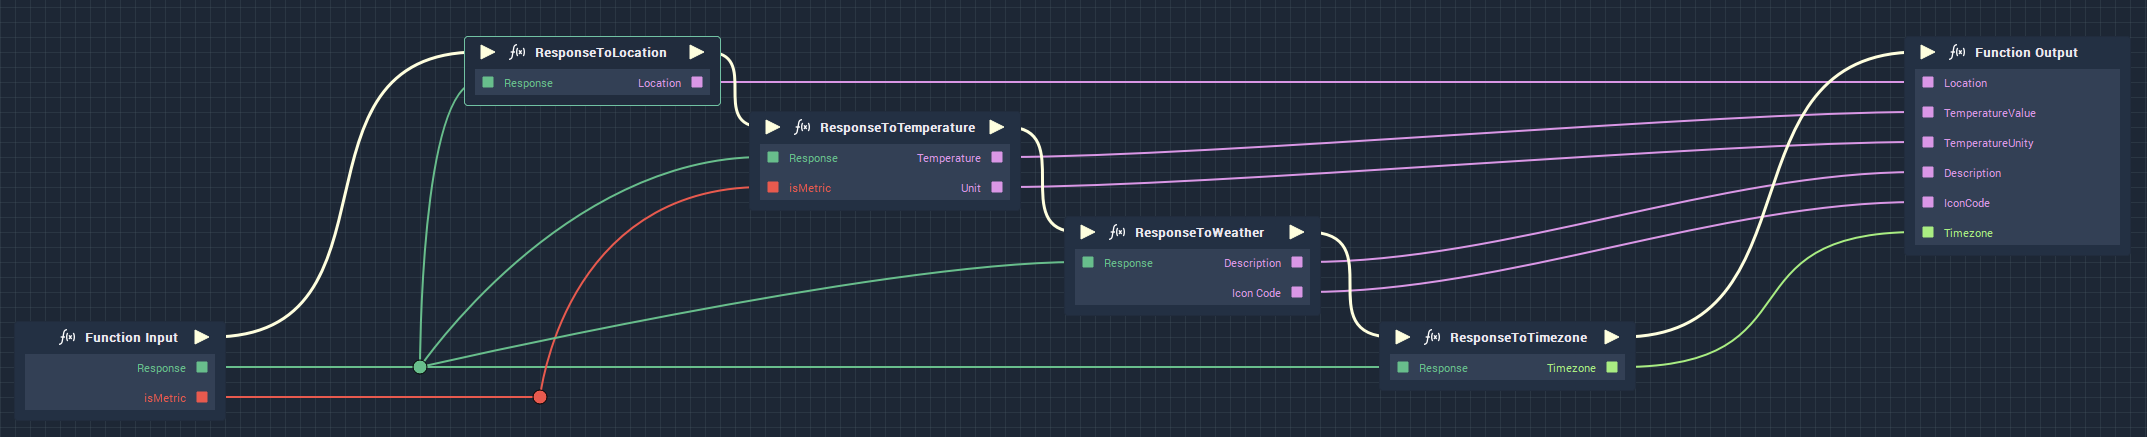 f(x) Function Input
Response
isMetric
f(x) ResponseToLocation
Response Location
f(x) ResponseToTemperature
Response Temperature
isMetric Unit
f(x) ResponseToWeather
Response Description
Icon Code
f(x) ResponseToTimezone
Response Timezone
f(x) Function Output
Location
TemperatureValue
TemperatureUnity
Description
IconCode
Timezone